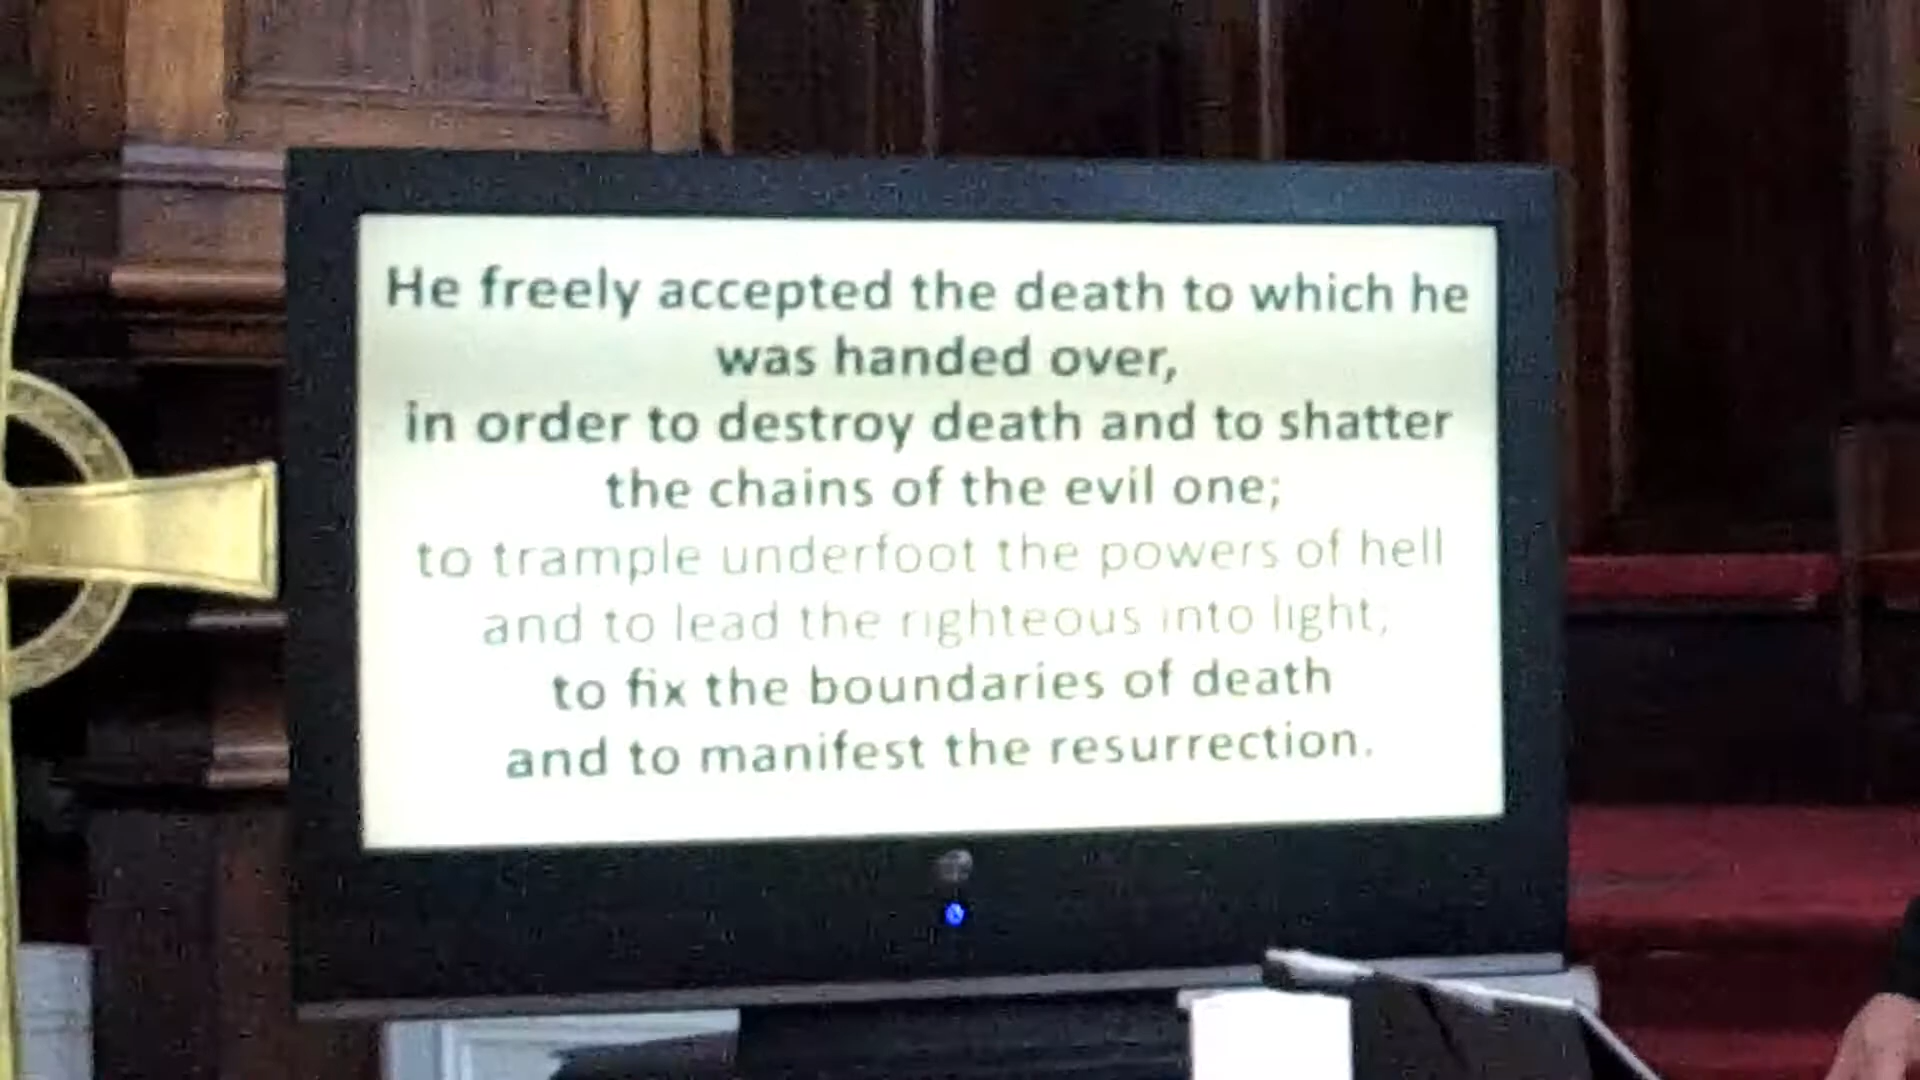 He freely accepted the death to which he
was handed over,
in order to destroy death and to shatter
the chains of the evil one;
to trample underfoot the powers of hell
and to lead the righteous into light;
to fix the boundaries of death
and to manifest the resurrection.